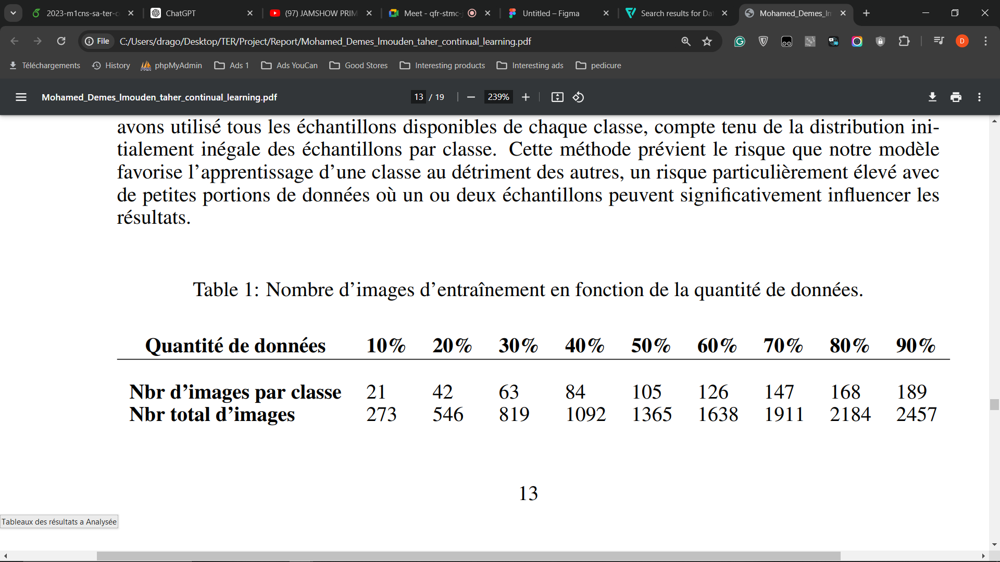 2023-m1cns-sa-ter-c
ChatGPT
(97) JAMSHOW PRIM
Meet - qfr-stmc-j
Untitled – Figma
Search results for Da
Mohamed_Demes_lm
File
C:/Users/drago/Desktop/TER/Project/Report/Mohamed_Demes_lmouden_taher_continual_learning.pdf
D
Téléchargements
History
phpMyAdmin
Ads 1
Ads YouCan
Good Stores
Interesting products
Interesting ads
pedicure
Mohamed_Demes_lmouden_taher_continual_learning.pdf
13 / 19
239%
avons utilisé tous les échantillons disponibles de chaque classe, compte tenu de la distribution ini-
tialement inégale des échantillons par classe. Cette méthode prévient le risque que notre modèle
favorise l’apprentissage d’une classe au détriment des autres, un risque particulièrement élevé avec
de petites portions de données où un ou deux échantillons peuvent significativement influencer les
résultats.
Table 1: Nombre d’images d’entraînement en fonction de la quantité de données.
Quantité de données 10% 20% 30% 40% 50% 60% 70% 80% 90%
Nbr d’images par classe 21 42 63 84 105 126 147 168 189
Nbr total d’images 273 546 819 1092 1365 1638 1911 2184 2457
13
Tableaux des résultats a Analysée